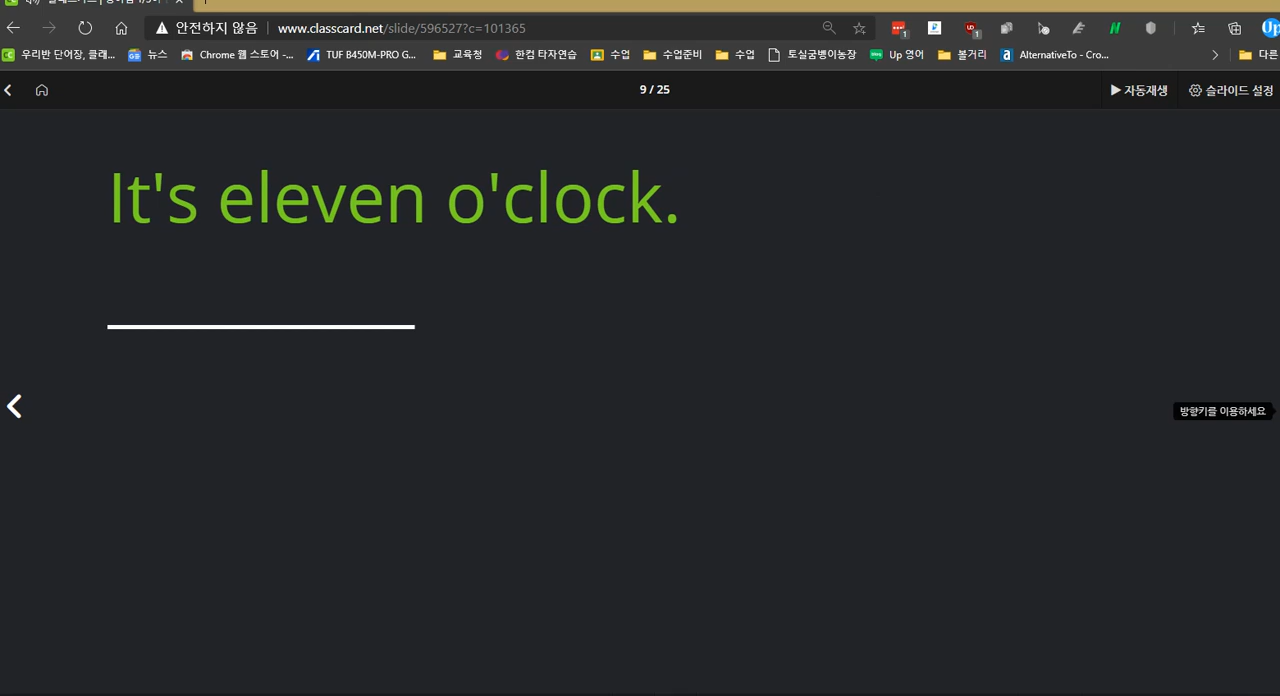 안전하지 않음 www.classcard.net/slide/596527?c=101365
우리반 단어장, 클래... 뉴스 Chrome 웹 스토어 -... TUF B450M-PRO G... 교육청 한컴 타자연습 수업 수업준비 수업 토실굼벵이농장 Up 영어 볼거리 AlternativeTo - Cro... 다른
9 / 25 자동재생 슬라이드 설정
It's eleven o'clock.
방향키를 이용하세요